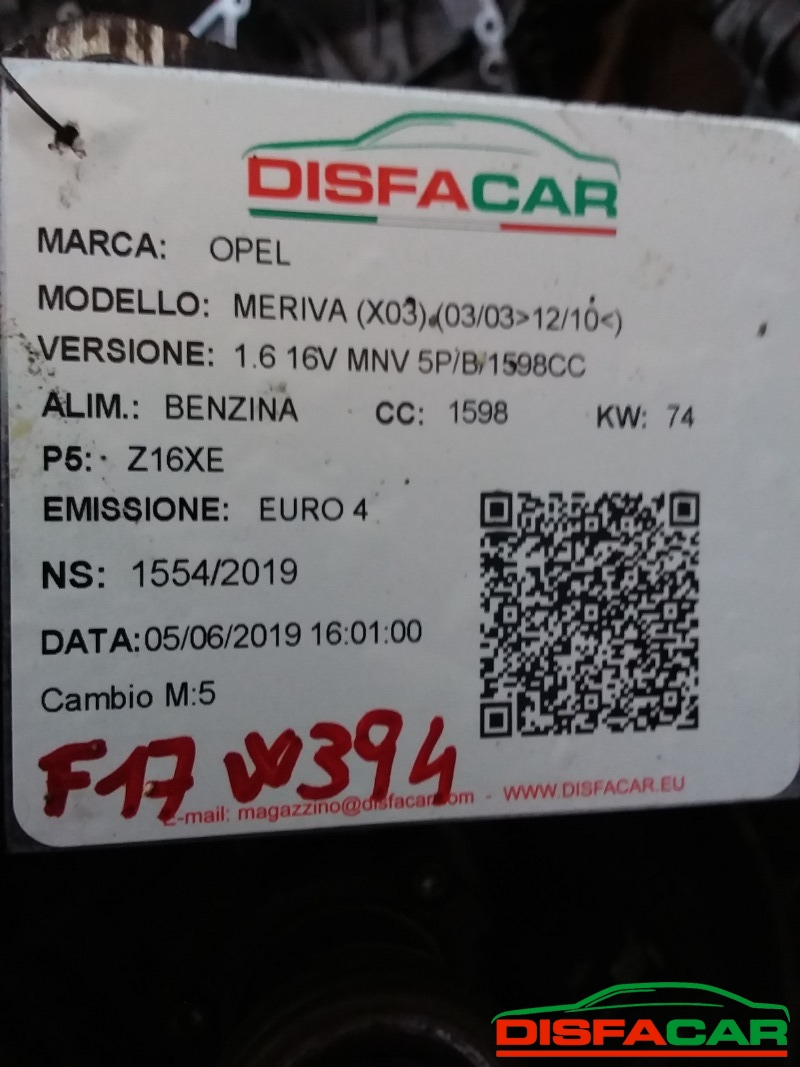 DISFACAR
MARCA: OPEL
MODELLO: MERIVA (X03) (03/03>12/10<)
VERSIONE: 1.6 16V MNV 5P/B/1598CC
ALIM.: BENZINA CC: 1598 KW: 74
P5: Z16XE
EMISSIONE: EURO 4
NS: 1554/2019
DATA:05/06/2019 16:01:00
Cambio M:5
F17 W394
E-mail: magazzino@disfacar.com - WWW.DISFACAR.EU
DISFACAR